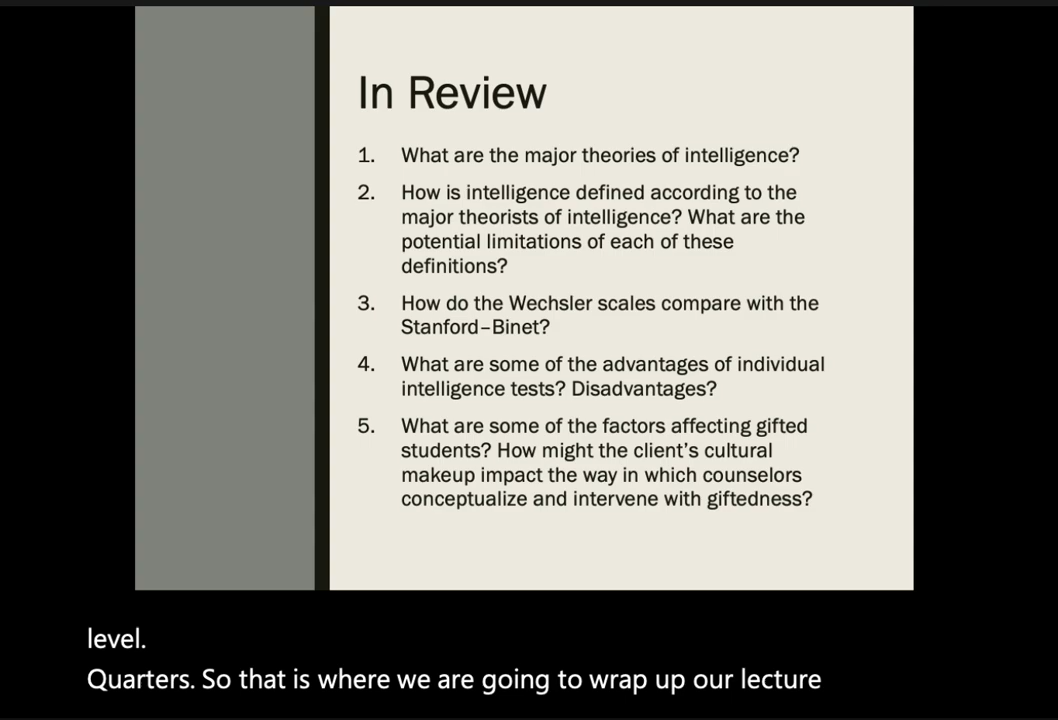 In Review
1. What are the major theories of intelligence?
2. How is intelligence defined according to the
major theorists of intelligence? What are the
potential limitations of each of these
definitions?
3. How do the Wechsler scales compare with the
Stanford–Binet?
4. What are some of the advantages of individual
intelligence tests? Disadvantages?
5. What are some of the factors affecting gifted
students? How might the client’s cultural
makeup impact the way in which counselors
conceptualize and intervene with giftedness?
level.
Quarters. So that is where we are going to wrap up our lecture